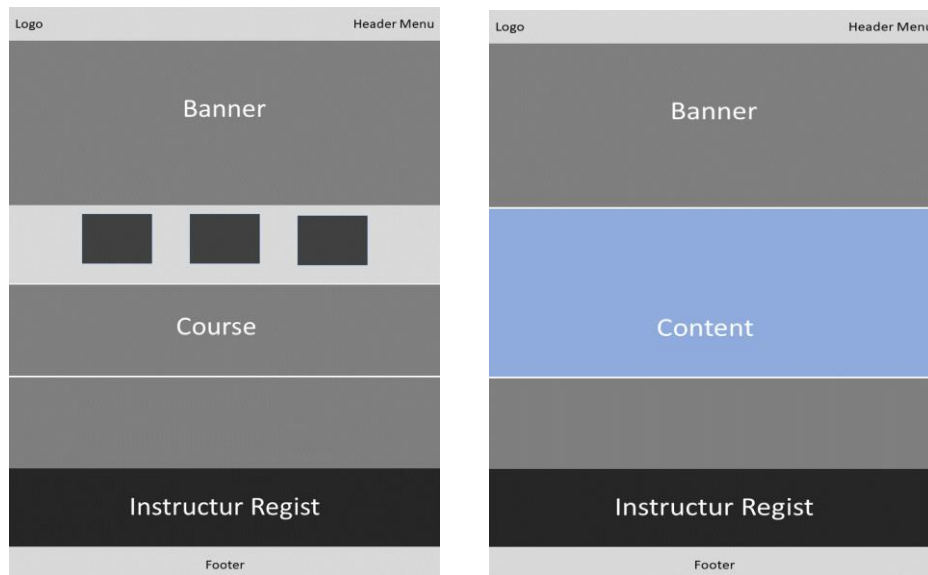 Logo
Header Menu
Banner
Course
Instructur Regist
Footer
Logo
Header Menu
Banner
Content
Instructur Regist
Footer